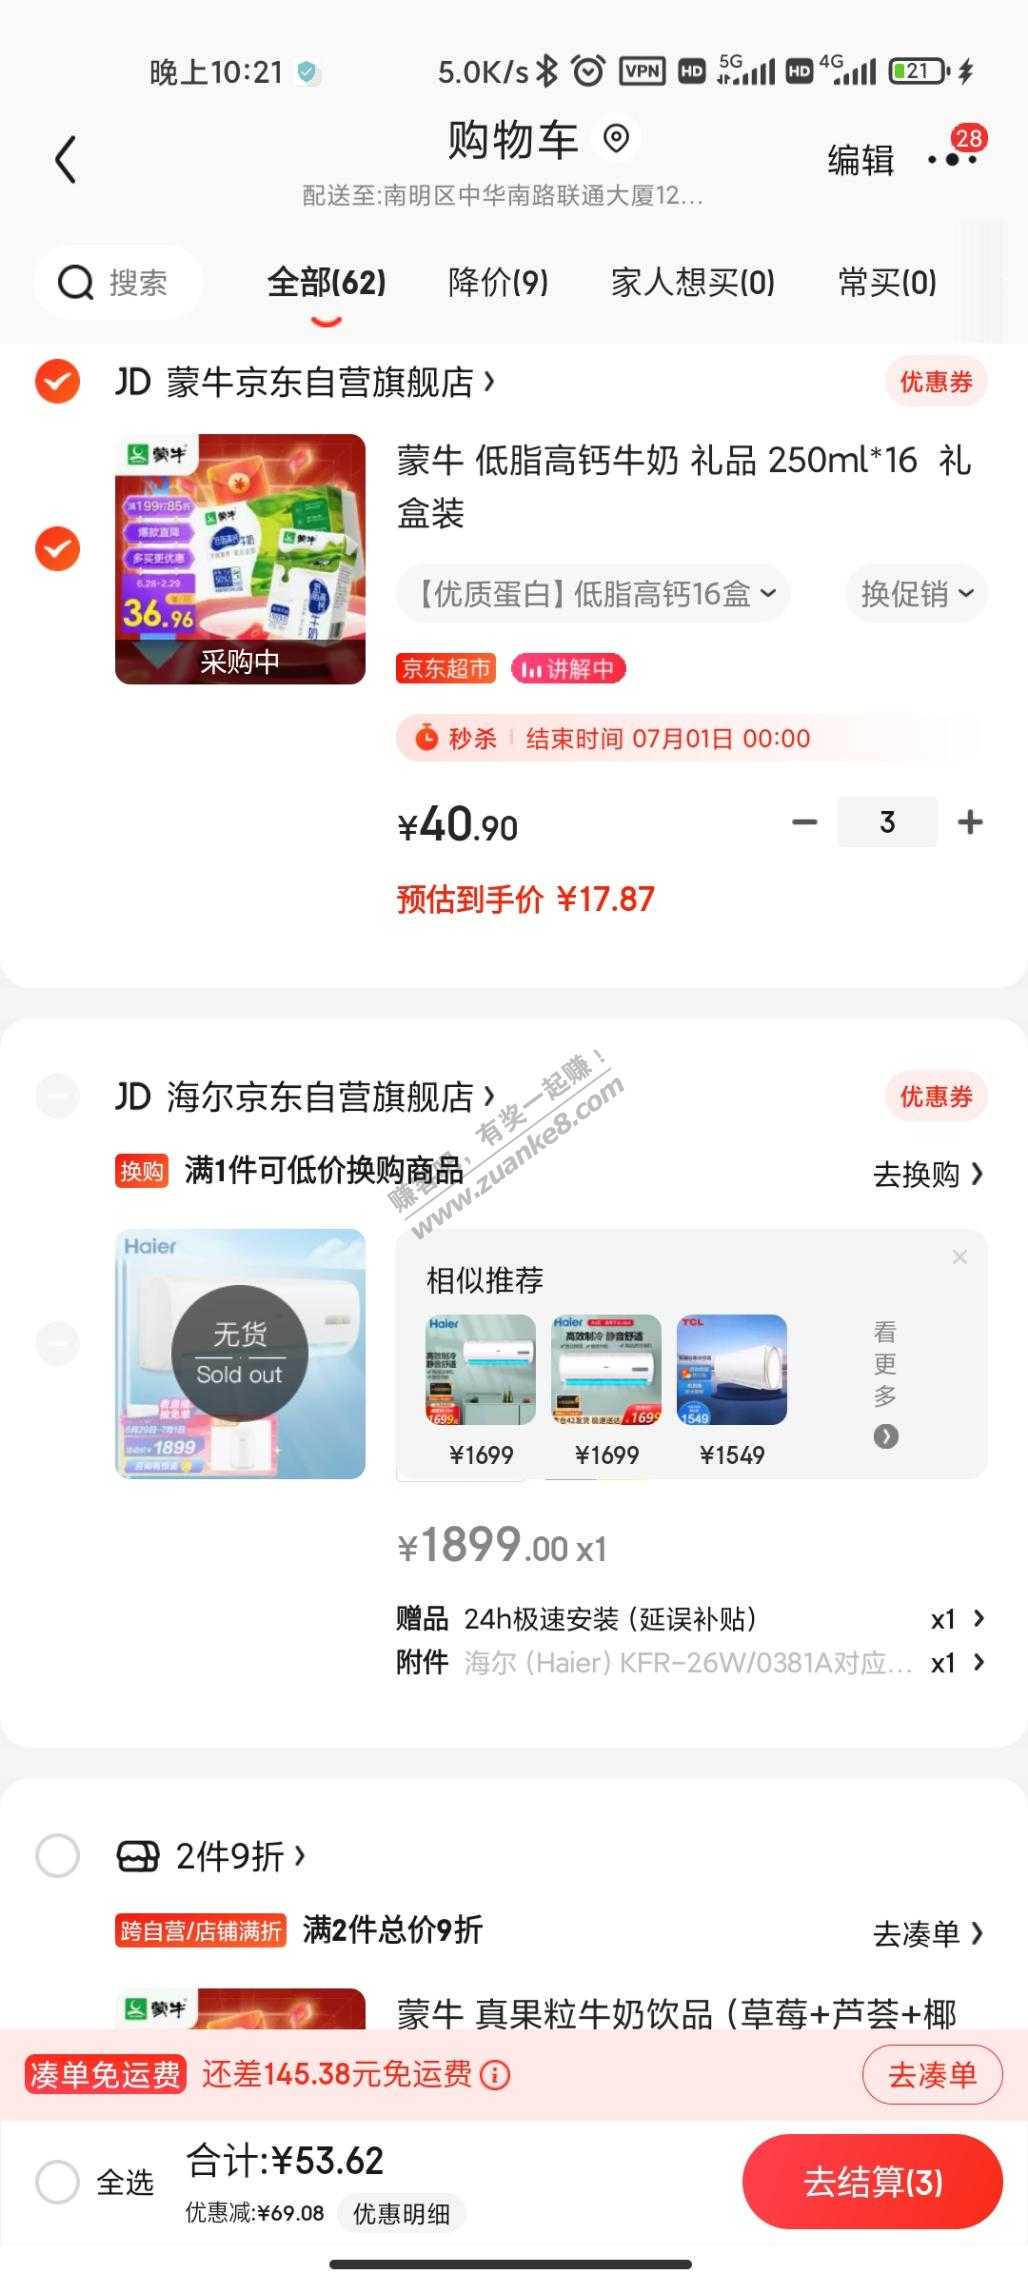 晚上10:21
5.0K/s VPN HD 5G HD 4G 21
购物车
编辑
28
配送至:南明区中华南路联通大厦12...
搜索
全部(62)
降价(9)
家人想买(0)
常买(0)
JD 蒙牛京东自营旗舰店 >
优惠券
蒙牛
满199打85折
爆款直降
多买更优惠
6.28-2.29
36.96
采购中
蒙牛 低脂高钙牛奶 礼品 250ml*16 礼
盒装
【优质蛋白】低脂高钙16盒
换促销
京东超市
讲解中
秒杀 结束时间 07月01日 00:00
¥40.90
3
预估到手价 ¥17.87
JD 海尔京东自营旗舰店 >
优惠券
赚客吧，有奖一起赚！
www.zuanke8.com
换购 满1件可低价换购商品
去换购 >
Haier
无货
Sold out
1899
相似推荐
Haier
高效制冷
静音舒适
1699
Haier
高效制冷 静音舒适
1699
TCL
1549
看
更
多
¥1699
¥1699
¥1549
¥1899.00 x1
赠品 24h极速安装 (延误补贴) x1 >
附件 海尔 (Haier) KFR-26W/0381A对应... x1 >
2件9折 >
跨自营/店铺满折 满2件总价9折
去凑单 >
蒙牛
蒙牛 真果粒牛奶饮品 (草莓+芦荟+椰
凑单免运费 还差145.38元免运费
去凑单
全选
合计:¥53.62
优惠减:¥69.08
优惠明细
去结算(3)